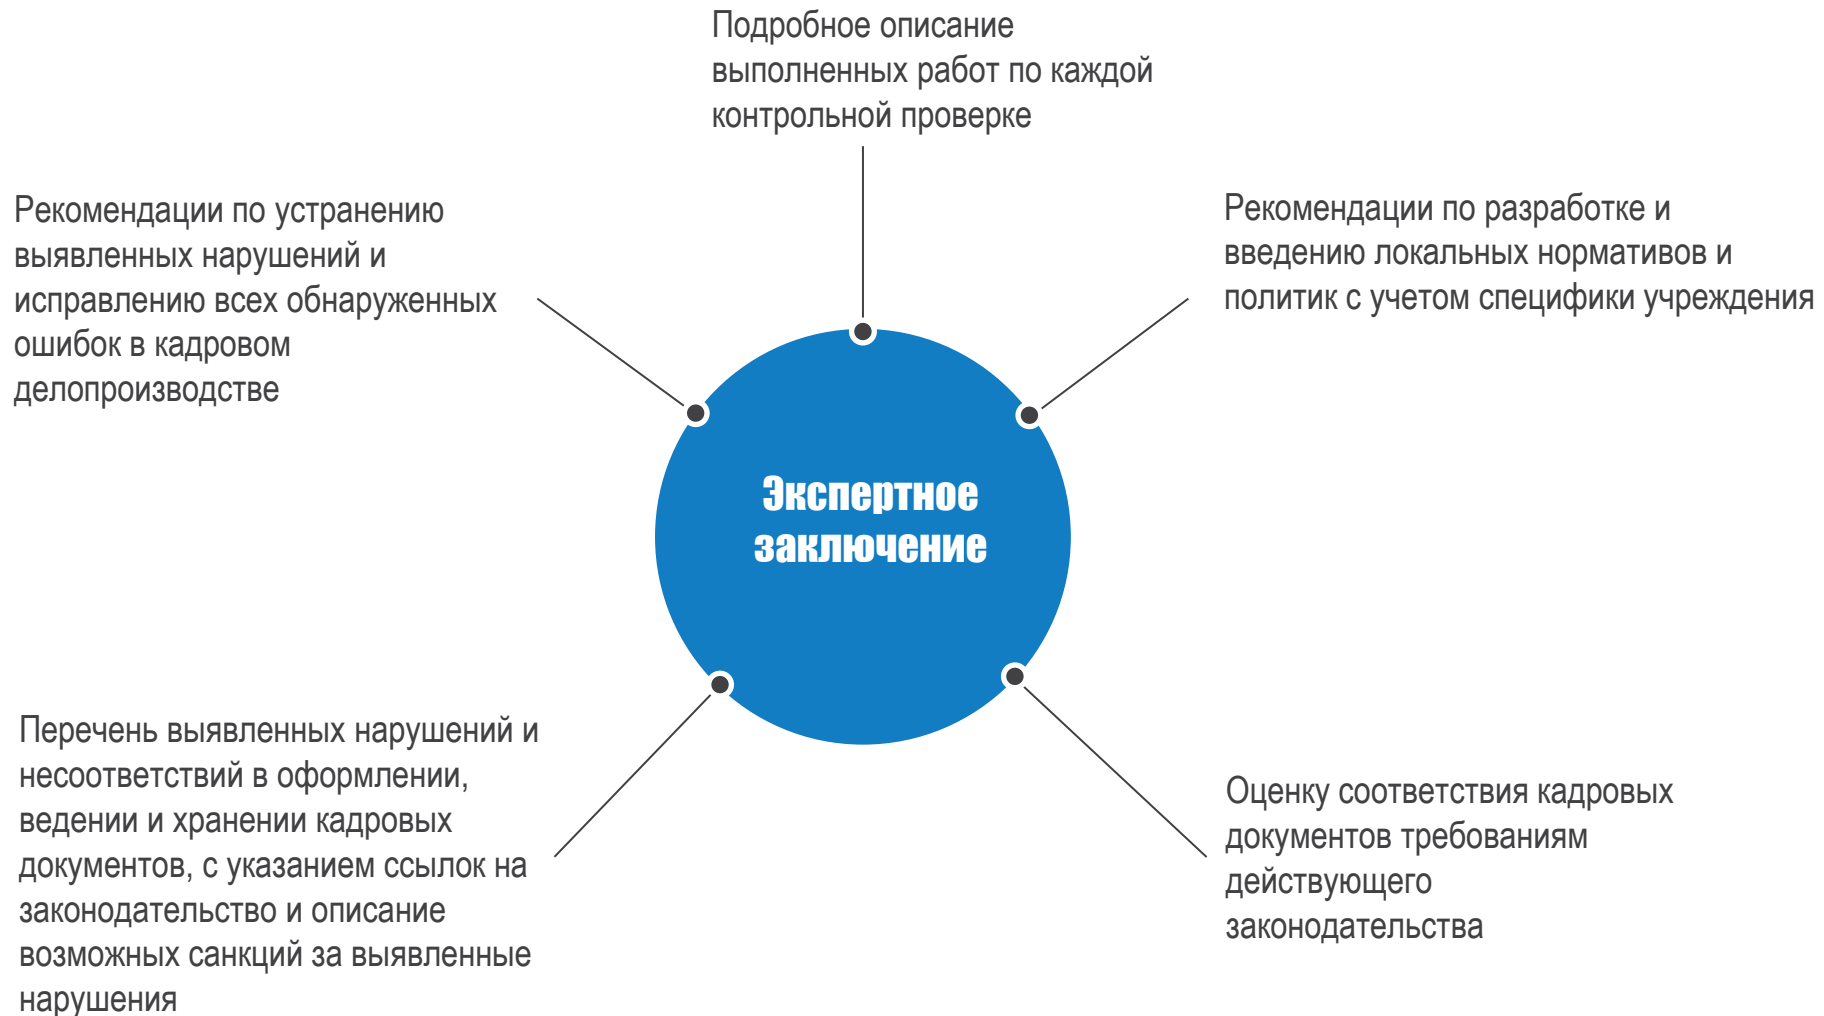 Подробное описание
выполненных работ по каждой
контрольной проверке
Рекомендации по устранению
выявленных нарушений и
исправлению всех обнаруженных
ошибок в кадровом
делопроизводстве
Рекомендации по разработке и
введению локальных нормативов и
политик с учетом специфики учреждения
Экспертное
заключение
Перечень выявленных нарушений и
несоответствий в оформлении,
ведении и хранении кадровых
документов, с указанием ссылок на
законодательство и описание
возможных санкций за выявленные
нарушения
Оценку соответствия кадровых
документов требованиям
действующего
законодательства